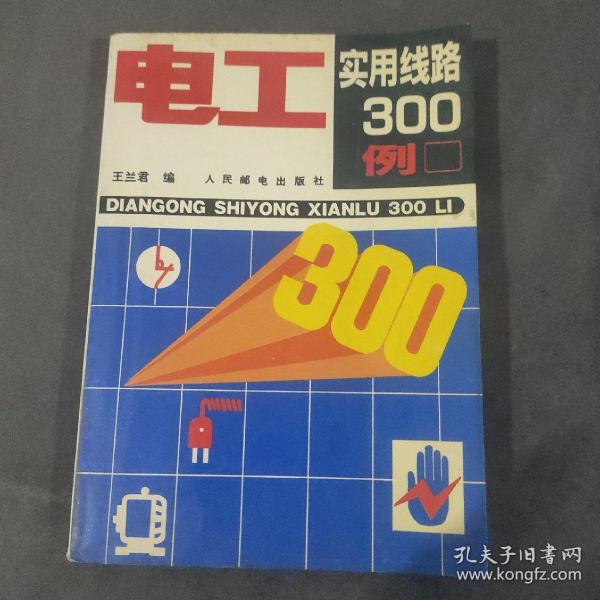 电工
实用线路
300
例
王兰君 编 人民邮电出版社
DIANGONG SHIYONG XIANLU 300 LI
300
孔夫子旧书网
www.kongfz.com